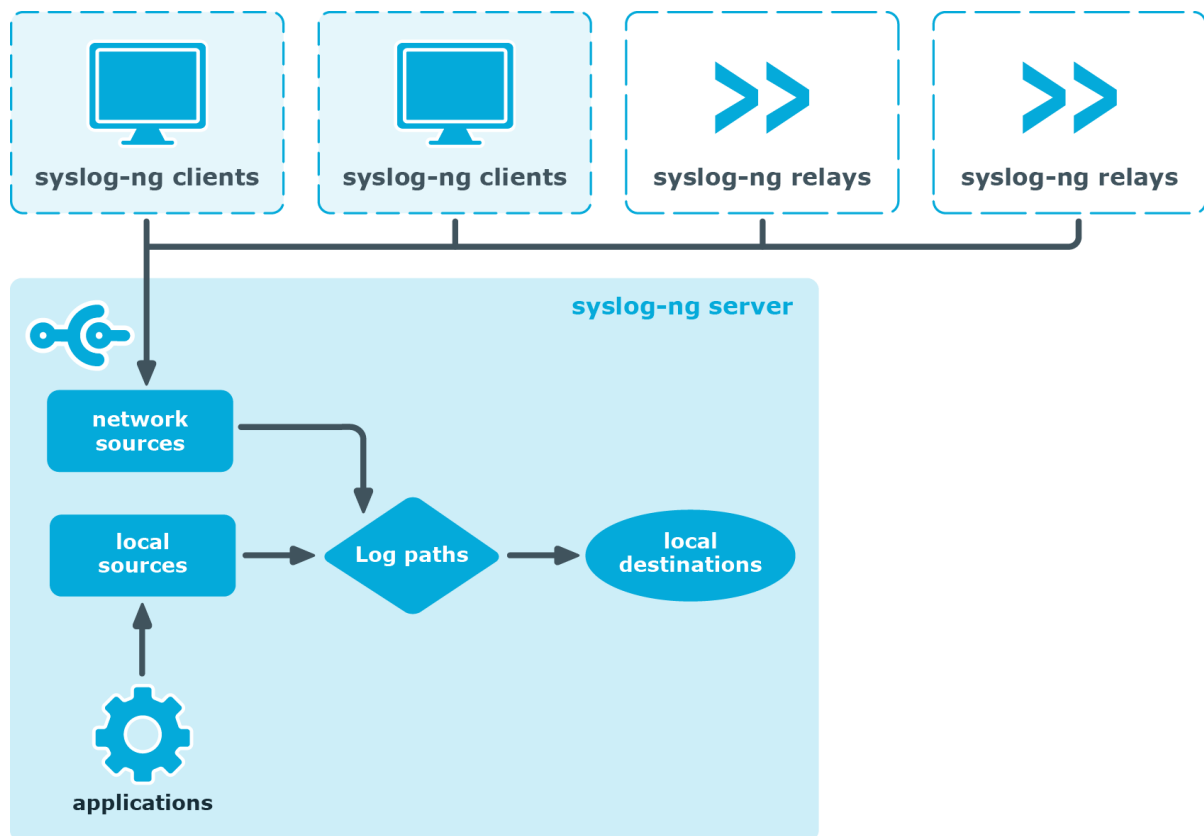 syslog-ng clients
syslog-ng clients
syslog-ng relays
syslog-ng relays
syslog-ng server
network
sources
local
sources
Log paths
local
destinations
applications